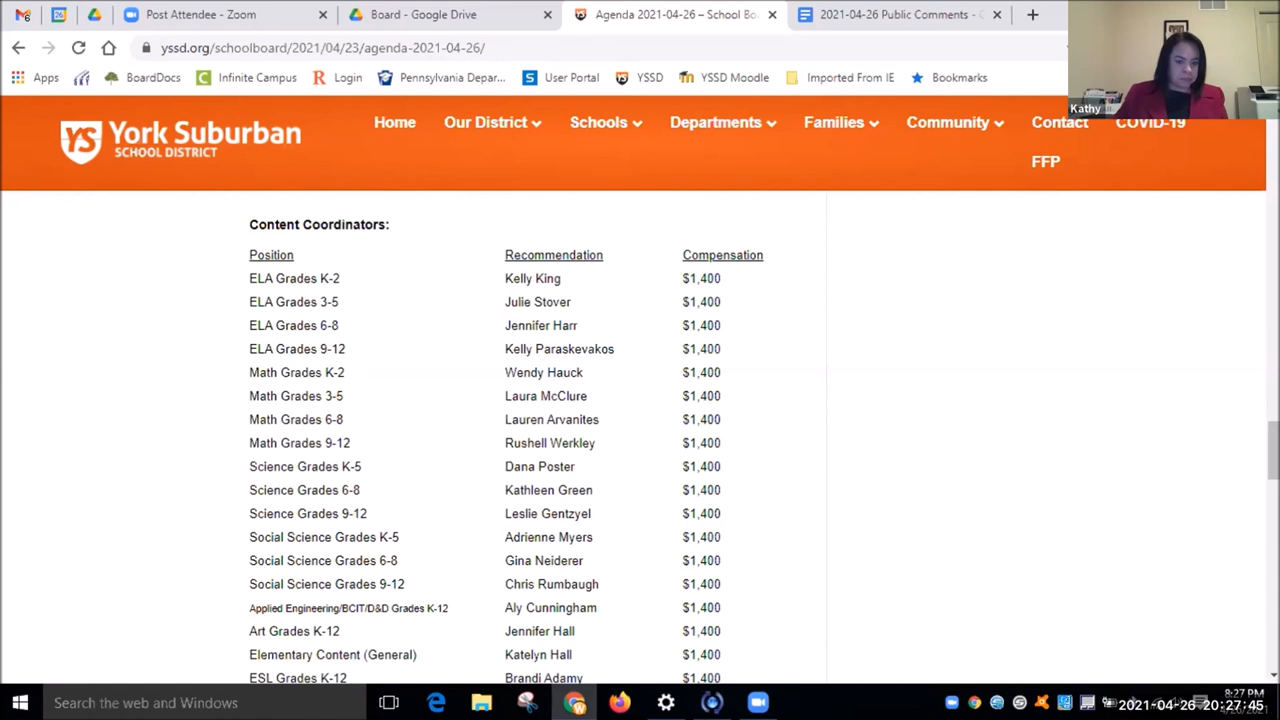 Post Attendee - Zoom
Board - Google Drive
Agenda 2021-04-26 – School Bo
2021-04-26 Public Comments -
yssd.org/schoolboard/2021/04/23/agenda-2021-04-26/
Apps BoardDocs Infinite Campus Login Pennsylvania Depar... User Portal YSSD YSSD Moodle Imported From IE Bookmarks
Kathy
YS York Suburban
SCHOOL DISTRICT
Home Our District Schools Departments Families Community Contact COVID-19
FFP
Content Coordinators:
Position Recommendation Compensation
ELA Grades K-2 Kelly King $1,400
ELA Grades 3-5 Julie Stover $1,400
ELA Grades 6-8 Jennifer Harr $1,400
ELA Grades 9-12 Kelly Paraskevakos $1,400
Math Grades K-2 Wendy Hauck $1,400
Math Grades 3-5 Laura McClure $1,400
Math Grades 6-8 Lauren Arvanites $1,400
Math Grades 9-12 Rushell Werkley $1,400
Science Grades K-5 Dana Poster $1,400
Science Grades 6-8 Kathleen Green $1,400
Science Grades 9-12 Leslie Gentzyel $1,400
Social Science Grades K-5 Adrienne Myers $1,400
Social Science Grades 6-8 Gina Neiderer $1,400
Social Science Grades 9-12 Chris Rumbaugh $1,400
Applied Engineering/BCIT/D&D Grades K-12 Aly Cunningham $1,400
Art Grades K-12 Jennifer Hall $1,400
Elementary Content (General) Katelyn Hall $1,400
ESL Grades K-12 Brandi Adamy $1,400
Search the web and Windows
8:27 PM
2021-04-26 20:27:45